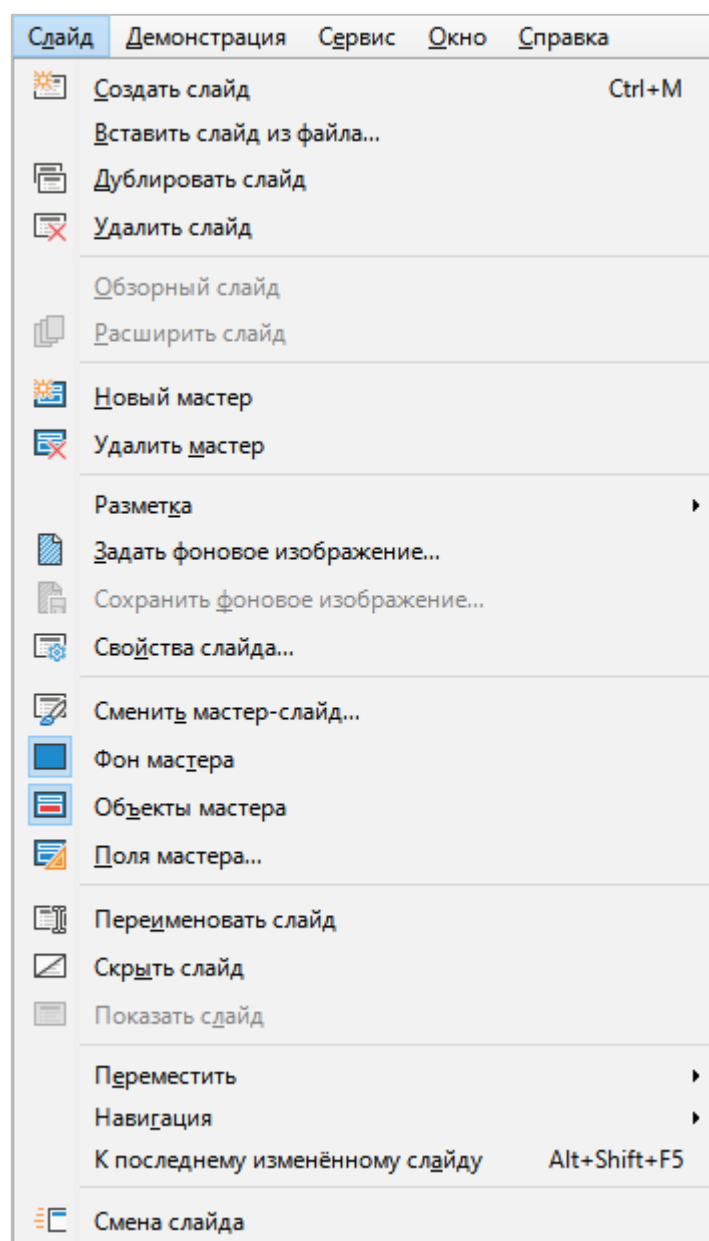 Слайд Демонстрация Сервис Окно Справка
Создать слайд Ctrl+M
Вставить слайд из файла...
Дублировать слайд
Удалить слайд
Обзорный слайд
Расширить слайд
Новый мастер
Удалить мастер
Разметка
Задать фоновое изображение...
Сохранить фоновое изображение...
Свойства слайда...
Сменить мастер-слайд...
Фон мастера
Объекты мастера
Поля мастера...
Переименовать слайд
Скрыть слайд
Показать слайд
Переместить
Навигация
К последнему изменённому слайду Alt+Shift+F5
Смена слайда